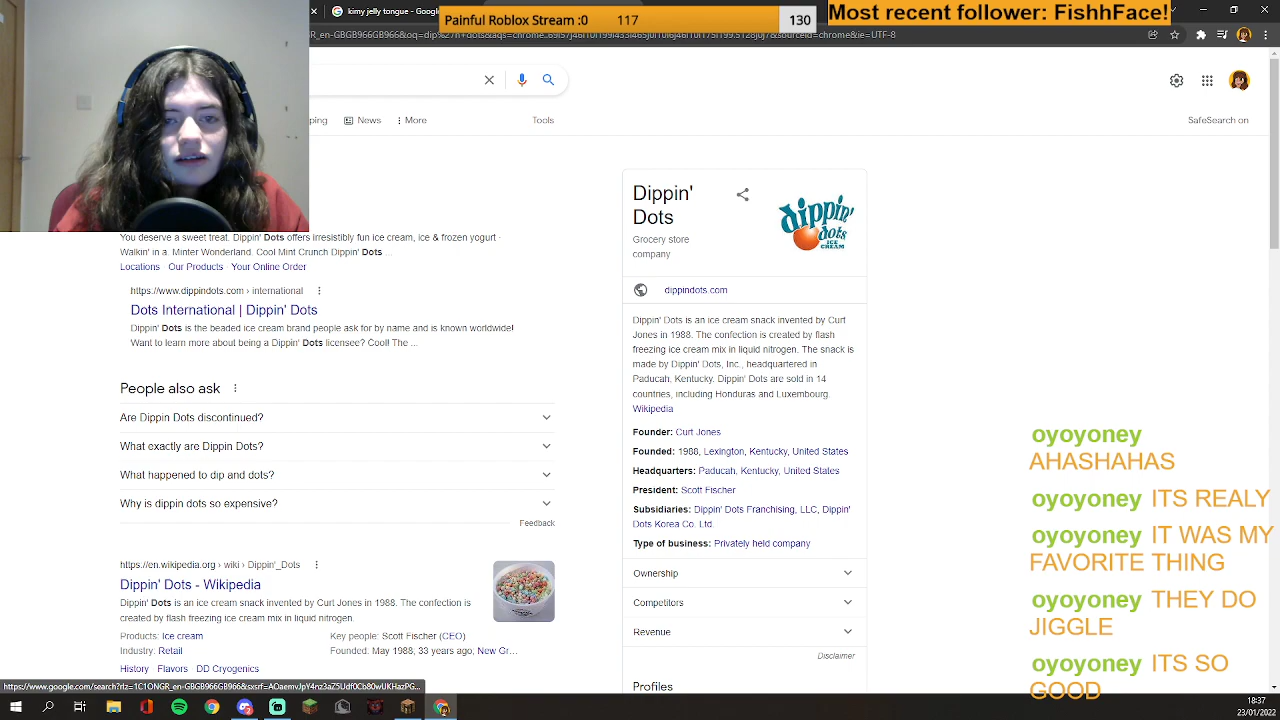 kimy jelly tongu
Goo
Painful Roblox Stream :0 117 130
Most recent follower: FishhFace!
ping News More Tools
SafeSearch on
You deserve a sweet treat. Dippin' Dots offers irresistibly fun ice cream, ice & frozen yogurt ·
Walkin' in a. Minter Wonderland. Cool Mint Crunch Dippin' Dots ...
Locations · Our Products · Your Online Order
https://www.dippindots.com › international
Dots International | Dippin' Dots
Dippin' Dots is the beaded ice cream brand people ask for by name and is known worldwide!
Want to learn more about being a Dippin' Dots licensee? Cool! The ...
People also ask
Are Dippin Dots discontinued?
What exactly are Dippin Dots?
What happened to dip and dots?
Why is dippin dots so expensive?
Feedback
https://en.wikipedia.org › wiki › Dippin'_Dots
Dippin' Dots - Wikipedia
Dippin' Dots is an ice cream snack invented by Curt Jones in 1988. The confection is
created by flash freezing ice cream mix in liquid nitrogen.
Products: Ice cream Key people: Scott Fischer (CEO)
Industry: Retail Founded: May 1988; 33 years ago, New Gr...
History · Flavors · DD Cryogenics
Dippin'
Dots
Grocery store
company
dippin'
dots
ICE
CREAM
dippindots.com
Dippin' Dots is an ice cream snack invented by Curt
Jones in 1988. The confection is created by flash
freezing ice cream mix in liquid nitrogen. The snack is
made by Dippin' Dots, Inc., headquartered in
Paducah, Kentucky. Dippin' Dots are sold in 14
countries, including Honduras and Luxembourg.
Wikipedia
Founder: Curt Jones
Founded: 1988, Lexington, Kentucky, United States
Headquarters: Paducah, Kentucky, United States
President: Scott Fischer
Subsidiaries: Dippin' Dots Franchising, LLC, Dippin'
Dots Korea Co. Ltd.
Type of business: Privately held company
Ownership
Competitors
Revenue
Disclaimer
Profiles
oyoyoney
AHASHAHAS
oyoyoney ITS REALY
oyoyoney IT WAS MY
FAVORITE THING
oyoyoney THEY DO
JIGGLE
oyoyoney ITS SO
GOOD
18:37
23/01/2022